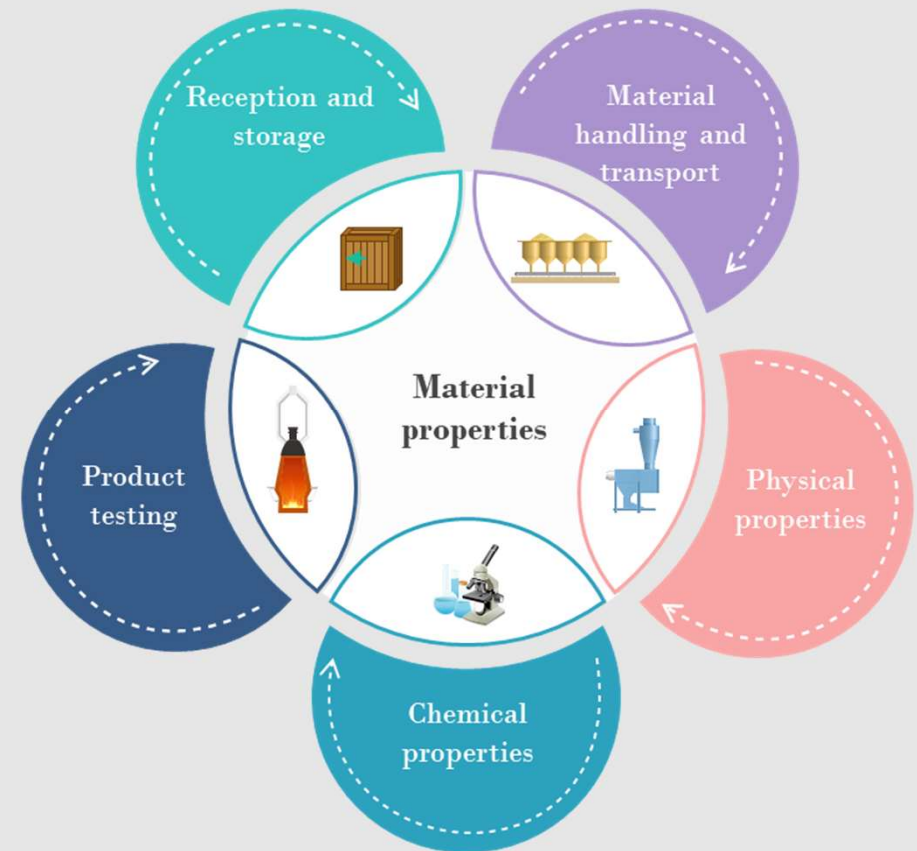 Reception and
storage
Material
handling and
transport
Material
properties
Physical
properties
Product
testing
Chemical
properties